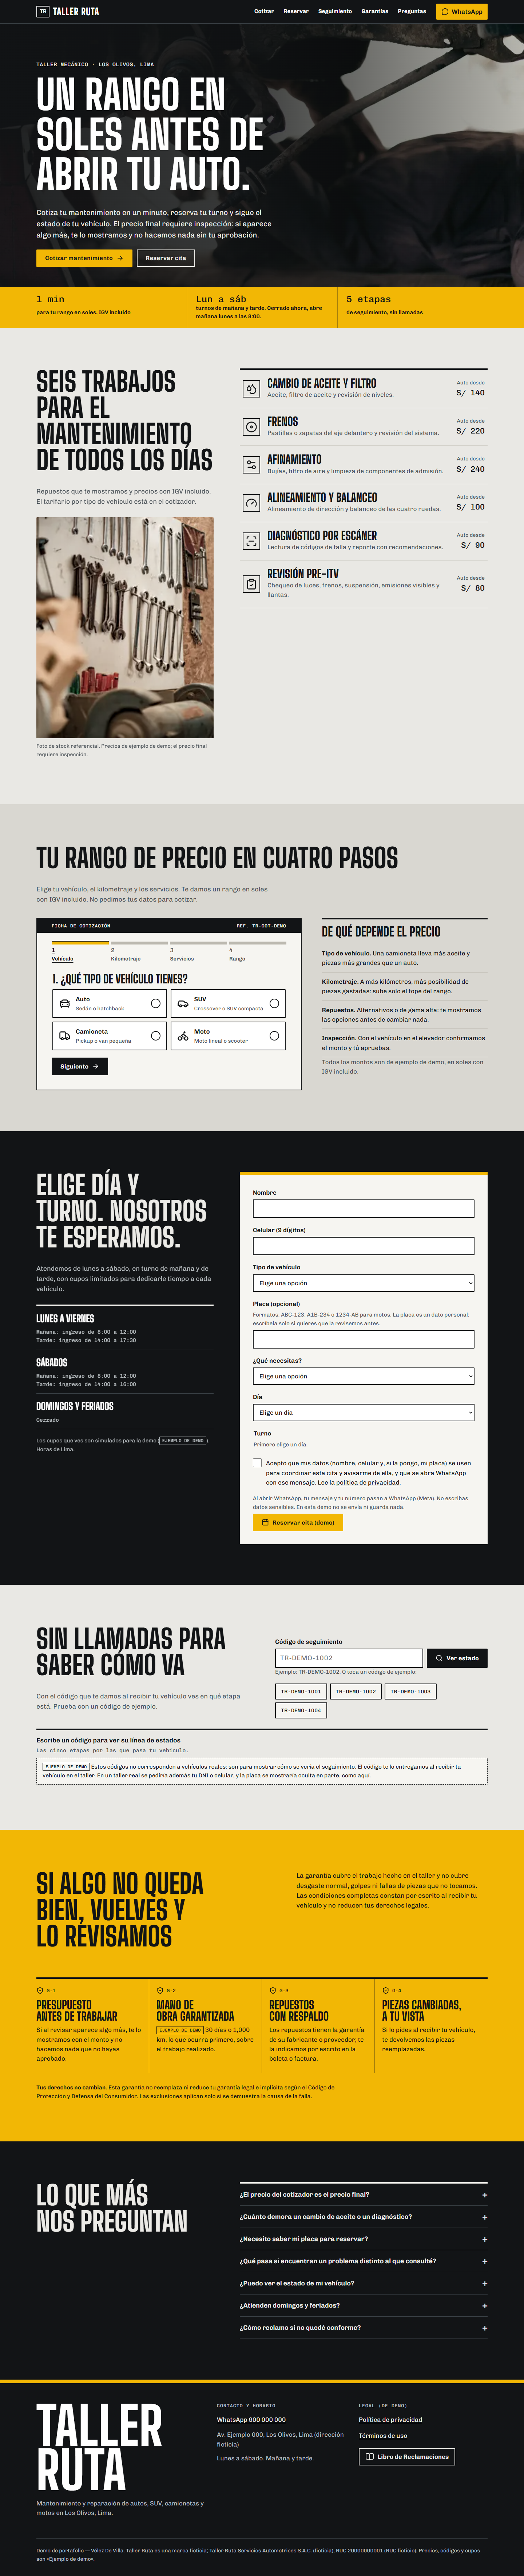 TR TALLER RUTA
Cotizar Reservar Seguimiento Garantías Preguntas WhatsApp
TALLER MECÁNICO · LOS OLIVOS, LIMA
UN RANGO EN
SOLES ANTES DE
ABRIR TU AUTO.
Cotiza tu mantenimiento en un minuto, reserva tu turno y sigue el
estado de tu vehículo. El precio final requiere inspección: si aparece
algo más, te lo mostramos y no hacemos nada sin tu aprobación.
Cotizar mantenimiento
Reservar cita
1 min
para tu rango en soles, IGV incluido
Lun a sáb
turnos de mañana y tarde. Cerrado ahora, abre
mañana lunes a las 8:00.
5 etapas
de seguimiento, sin llamadas
SEIS TRABAJOS
PARA EL
MANTENIMIENTO
DE TODOS LOS DÍAS
Repuestos que te mostramos y precios con IGV incluido.
El tarifario por tipo de vehículo está en el cotizador.
Foto de stock referencial. Precios de ejemplo de demo; el precio final
requiere inspección.
CAMBIO DE ACEITE Y FILTRO
Aceite, filtro de aceite y revisión de niveles.
Auto desde
S/ 140
FRENOS
Pastillas o zapatas del eje delantero y revisión del sistema.
Auto desde
S/ 220
AFINAMIENTO
Bujías, filtro de aire y limpieza de componentes de admisión.
Auto desde
S/ 240
ALINEAMIENTO Y BALANCEO
Alineamiento de dirección y balanceo de las cuatro ruedas.
Auto desde
S/ 100
DIAGNÓSTICO POR ESCÁNER
Lectura de códigos de falla y reporte con recomendaciones.
Auto desde
S/ 90
REVISIÓN PRE-ITV
Chequeo de luces, frenos, suspensión, emisiones visibles y
llantas.
Auto desde
S/ 80
TU RANGO DE PRECIO EN CUATRO PASOS
Elige tu vehículo, el kilometraje y los servicios. Te damos un rango en
soles, con IGV incluido. No pedimos tus datos para cotizar.
FICHA DE COTIZACIÓN REF. TR-COT-DEMO
1 2 3 4
Vehículo Kilometraje Servicios Rango
1. ¿QUÉ TIPO DE VEHÍCULO TIENES?
Auto
Sedán o hatchback
SUV
Crossover o SUV compacta
Camioneta
Pickup o van pequeña
Moto
Moto lineal o scooter
Siguiente
DE QUÉ DEPENDE EL PRECIO
Tipo de vehículo. Una camioneta lleva más aceite y
piezas más grandes que un auto.
Kilometraje. A más kilómetros, más posibilidad de
piezas gastadas: sube solo el tope del rango.
Repuestos. Alternativos o de gama alta: te mostramos
las opciones antes de cambiar nada.
Inspección. Con el vehículo en el elevador confirmamos
el monto y tú apruebas.
Todos los montos son de ejemplo de demo, en soles con
IGV incluido.
ELIGE DÍA Y
TURNO. NOSOTROS
TE ESPERAMOS.
Atendemos de lunes a sábado, en turno de mañana y de
tarde, con cupos limitados para dedicarle tiempo a cada
vehículo.
LUNES A VIERNES
Mañana: ingreso de 8:00 a 12:00
Tarde: ingreso de 14:00 a 17:30
SÁBADOS
Mañana: ingreso de 8:00 a 12:00
Tarde: ingreso de 14:00 a 16:00
DOMINGOS Y FERIADOS
Cerrado
Los cupos que ves son simulados para la demo (EJEMPLO DE DEMO).
Horas de Lima.
Nombre
Celular (9 dígitos)
Tipo de vehículo
Elige una opción
Placa (opcional)
Formatos: ABC-123, A1B-234 o 1234-AB para motos. La placa es un dato personal:
escríbela solo si quieres que la revisemos antes.
¿Qué necesitas?
Elige una opción
Día
Elige un día
Turno
Primero elige un día.
Acepto que mis datos (nombre, celular y, si la pongo, mi placa) se usen
para coordinar esta cita y avisarme de ella, y que se abra WhatsApp
con ese mensaje. Lee la política de privacidad.
Al abrir WhatsApp, tu mensaje y tu número pasan a WhatsApp (Meta). No escribas
datos sensibles. En esta demo no se envía ni guarda nada.
Reservar cita (demo)
SIN LLAMADAS PARA
SABER CÓMO VA
Con el código que te damos al recibir tu vehículo ves en qué etapa
está. Prueba con un código de ejemplo.
Código de seguimiento
TR-DEMO-1002
Ver estado
Ejemplo: TR-DEMO-1002. O toca un código de ejemplo:
TR-DEMO-1001 TR-DEMO-1002 TR-DEMO-1003
TR-DEMO-1004
Escribe un código para ver su línea de estados
Las cinco etapas por las que pasa tu vehículo.
EJEMPLO DE DEMO Estos códigos no corresponden a vehículos reales: son para mostrar cómo se vería el seguimiento. El código te lo entregamos al recibir tu
vehículo en el taller. En un taller real se pediría además tu DNI o celular, y la placa se mostraría oculta en parte, como aquí.
SI ALGO NO QUEDA
BIEN, VUELVES Y
LO REVISAMOS
La garantía cubre el trabajo hecho en el taller y no cubre
desgaste normal, golpes ni fallas de piezas que no tocamos.
Las condiciones completas constan por escrito al recibir tu
vehículo y no reducen tus derechos legales.
G-1
PRESUPUESTO
ANTES DE TRABAJAR
Si al revisar aparece algo más, te lo
mostramos con el monto y no
hacemos nada que no hayas
aprobado.
G-2
MANO DE
OBRA GARANTIZADA
EJEMPLO DE DEMO 30 días o 1,000
km, lo que ocurra primero, sobre
el trabajo realizado.
G-3
REPUESTOS
CON RESPALDO
Los repuestos tienen la garantía
de su fabricante o proveedor; te
la indicamos por escrito en la
boleta o factura.
G-4
PIEZAS CAMBIADAS,
A TU VISTA
Si lo pides al recibir tu vehículo,
te devolvemos las piezas
reemplazadas.
Tus derechos no cambian. Esta garantía no reemplaza ni reduce tu garantía legal e implícita según el Código de
Protección y Defensa del Consumidor. Las exclusiones aplican solo si se demuestra la causa de la falla.
LO QUE MÁS
NOS PREGUNTAN
¿El precio del cotizador es el precio final? +
¿Cuánto demora un cambio de aceite o un diagnóstico? +
¿Necesito saber mi placa para reservar? +
¿Qué pasa si encuentran un problema distinto al que consulté? +
¿Puedo ver el estado de mi vehículo? +
¿Atienden domingos y feriados? +
¿Cómo reclamo si no quedé conforme? +
TALLER
RUTA
Mantenimiento y reparación de autos, SUV, camionetas y
motos en Los Olivos, Lima.
CONTACTO Y HORARIO
WhatsApp 900 000 000
Av. Ejemplo 000, Los Olivos, Lima (dirección
ficticia)
Lunes a sábado. Mañana y tarde.
LEGAL (DE DEMO)
Política de privacidad
Términos de uso
Libro de Reclamaciones
Demo de portafolio — Vélez De Villa. Taller Ruta es una marca ficticia; Taller Ruta Servicios Automotrices S.A.C. (ficticia), RUC 20000000001 (RUC ficticio). Precios, códigos y cupos
son «Ejemplo de demo».